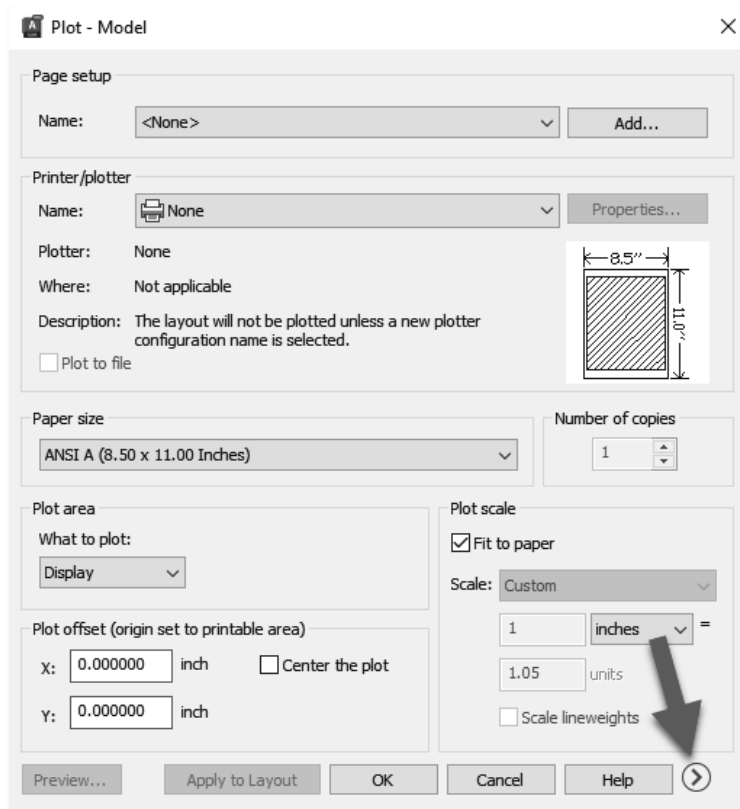 Plot - Model
Page setup
Name: <None> Add...
Printer/plotter
Name: None Properties...
Plotter: None
Where: Not applicable
Description: The layout will not be plotted unless a new plotter
configuration name is selected.
Plot to file
8.5″
11.0″
Paper size
ANSI A (8.50 x 11.00 Inches)
Number of copies
1
Plot area
What to plot:
Display
Plot offset (origin set to printable area)
X: 0.000000 inch Center the plot
Y: 0.000000 inch
Plot scale
Fit to paper
Scale: Custom
1 inches =
1.05 units
Scale lineweights
Preview... Apply to Layout OK Cancel Help